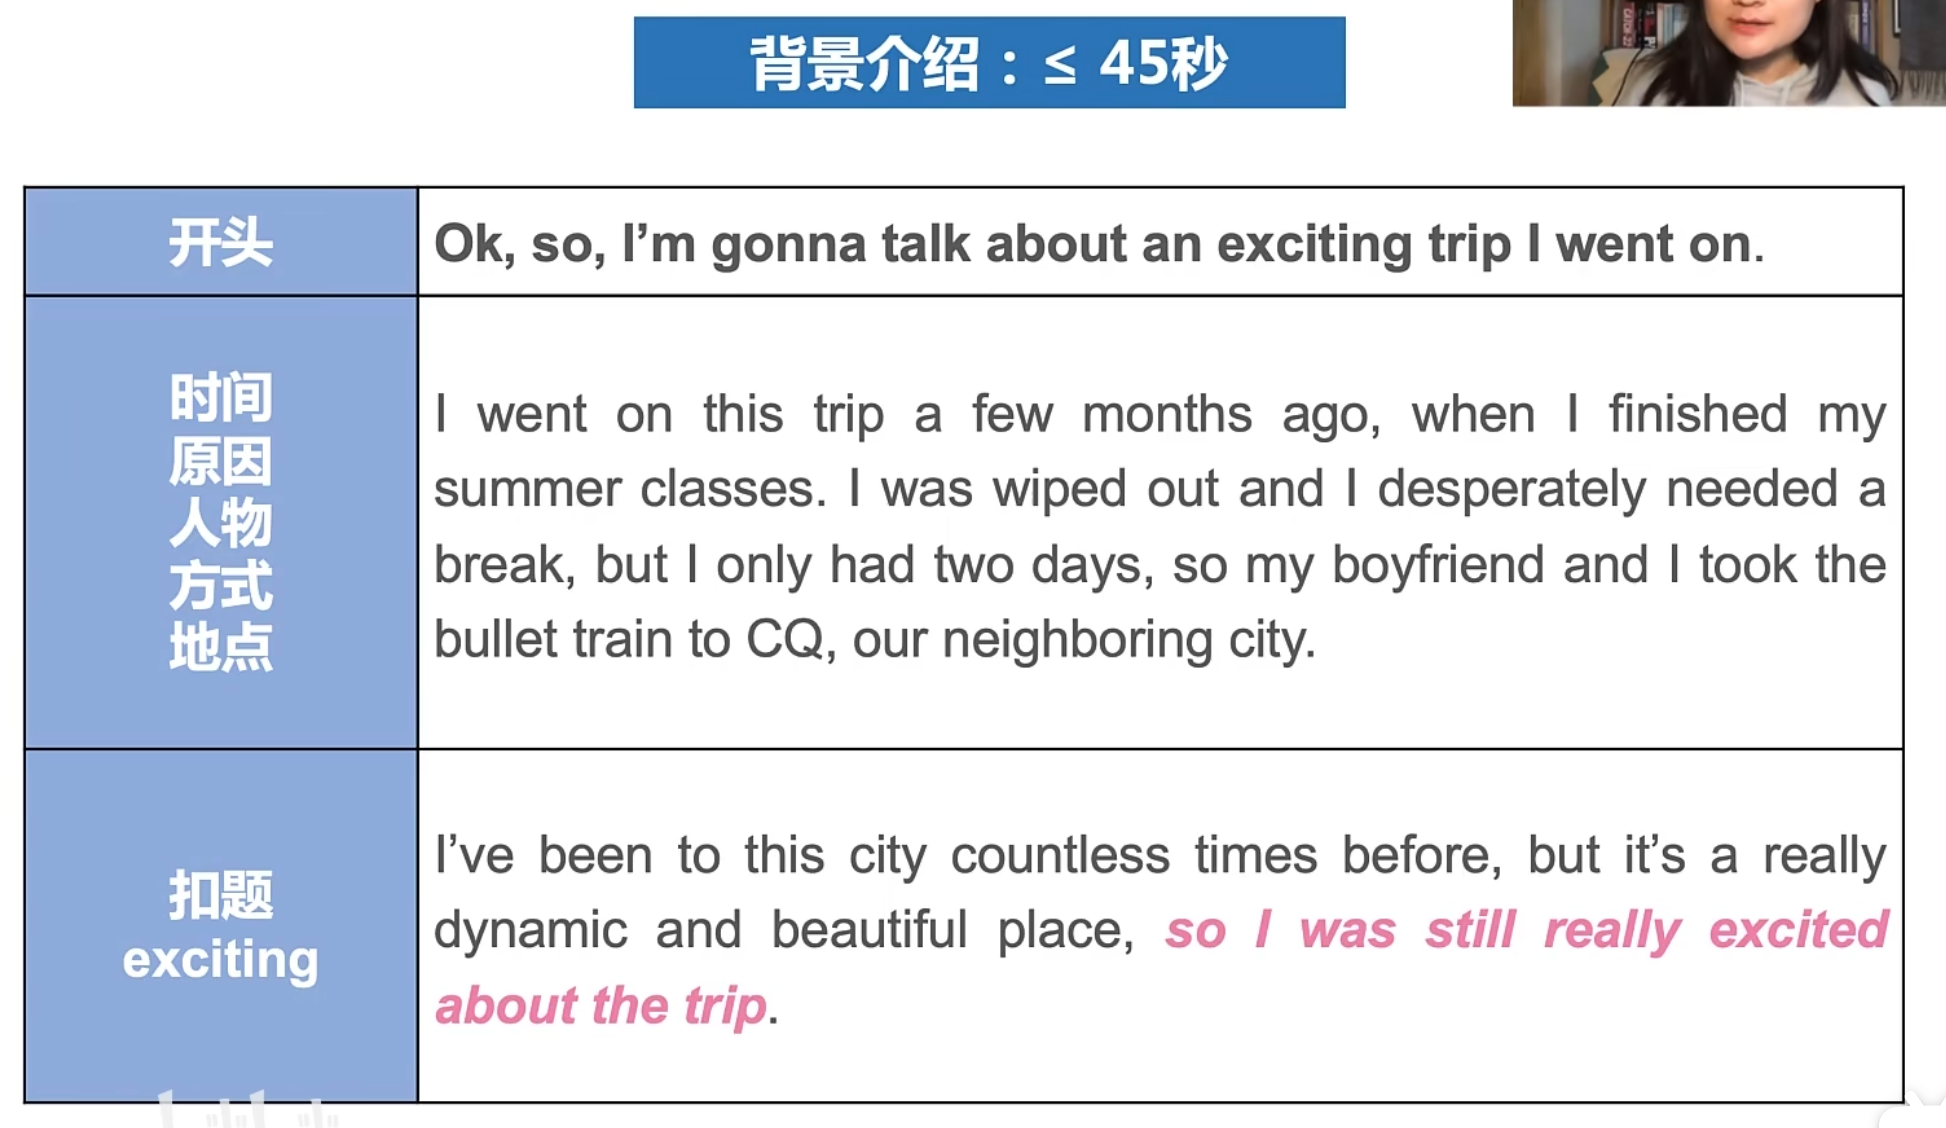 背景介绍：≤ 45秒
开头
Ok, so, I’m gonna talk about an exciting trip I went on.
时间
原因
人物
方式
地点
I went on this trip a few months ago, when I finished my
summer classes. I was wiped out and I desperately needed a
break, but I only had two days, so my boyfriend and I took the
bullet train to CQ, our neighboring city.
扣题
exciting
I’ve been to this city countless times before, but it’s a really
dynamic and beautiful place, so I was still really excited
about the trip.